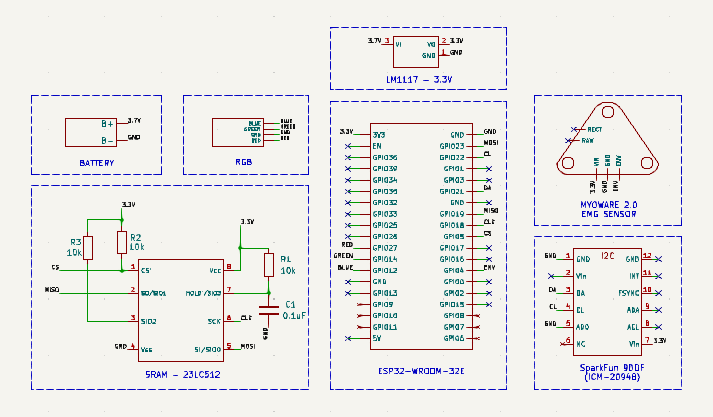 3.7V 3 VI VO 2 3.3V
GND 1 GND
LM1117 - 3.3V
B+ 3.7V
B- GND
BATTERY
BLUE BLUE
GREEN GREEN
GND GND
RED RED
RGB
3.3V
R3
10k
R2
10k
3.3V
R1
10k
C1
0.1uF
GND
CS 1 CS' Vcc 8
MISO 2 SO/SIO1 HOLD'/SIO3 7
3 SIO2 SCK 6 CLK
GND 4 Vss SI/SIO0 5 MOSI
SRAM - 23LC512
3.3V 3V3 GND GND
EN GPIO23 MOSI
GPIO36 GPIO22 CL
GPIO39 GPIO1
GPIO34 GPIO3
GPIO35 GPIO21 DA
GPIO32 GND
GPIO33 GPIO19 MISO
GPIO25 GPIO18 CLK
GPIO26 GPIO5 CS
RED GPIO27 GPIO17
GREEN GPIO14 GPIO16
BLUE GPIO12 GPIO4 ENV
GND GPIO0
GPIO13 GPIO2
GPIO9 GPIO15
GPIO10 GPIO8
GPIO11 GPIO7
5V GPIO6
ESP32-WROOM-32E
RECT
RAW
VIN GND ENV
3.3V GND ENV
MYOWARE 2.0
EMG SENSOR
I2C
GND 1 GND GND 12
2 Vin INT 11
DA 3 DA FSYNC 10
CL 4 CL ADA 9
GND 5 ADO ACL 8
6 NC Vin 7 3.3V
SparkFun 9DOF
(ICM-20948)